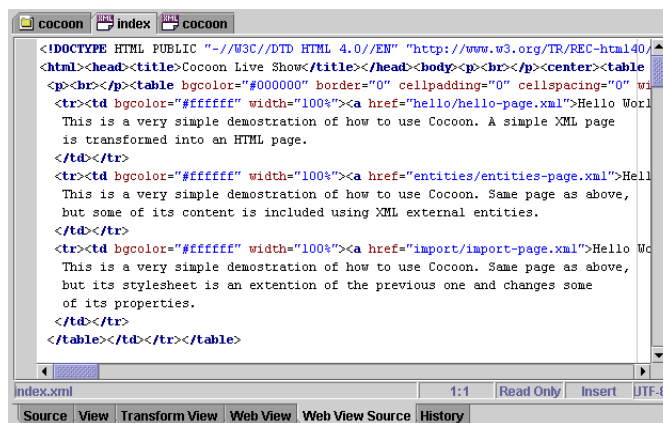 cocoon index cocoon
<!DOCTYPE HTML PUBLIC "-//W3C//DTD HTML 4.0//EN" "http://www.w3.org/TR/REC-html40/
<html><head><title>Cocoon Live Show</title></head><body><p><br></p><center><table
<p><br></p><table bgcolor="#000000" border="0" cellpadding="0" cellspacing="0" wi
<tr><td bgcolor="#ffffff" width="100%"><a href="hello/hello-page.xml">Hello Worl
This is a very simple demostration of how to use Cocoon. A simple XML page
is transformed into an HTML page.
</td></tr>
<tr><td bgcolor="#ffffff" width="100%"><a href="entities/entities-page.xml">Hell
This is a very simple demostration of how to use Cocoon. Same page as above,
but some of its content is included using XML external entities.
</td></tr>
<tr><td bgcolor="#ffffff" width="100%"><a href="import/import-page.xml">Hello Wo
This is a very simple demostration of how to use Cocoon. Same page as above,
but its stylesheet is an extention of the previous one and changes some
of its properties.
</td></tr>
</table></td></tr></table>
index.xml 1:1 Read Only Insert UTF-8
Source View Transform View Web View Web View Source History